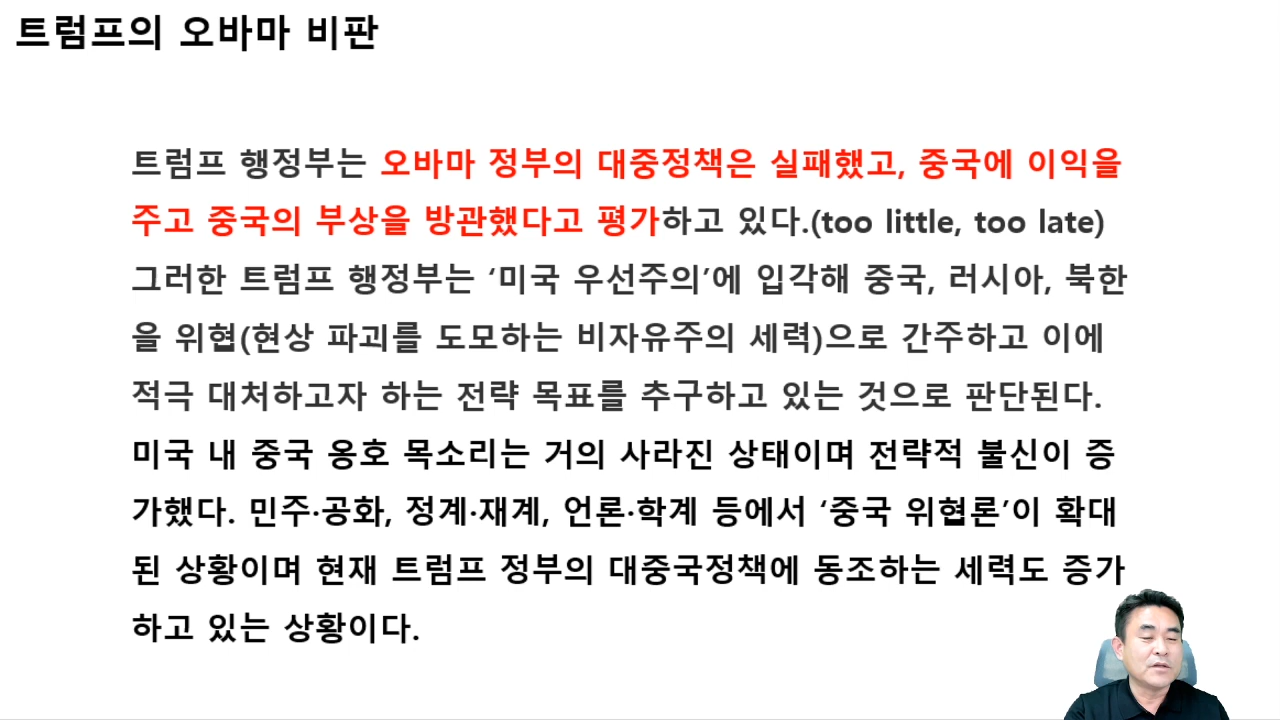 트럼프의 오바마 비판
트럼프 행정부는 오바마 정부의 대중정책은 실패했고, 중국에 이익을
주고 중국의 부상을 방관했다고 평가하고 있다.(too little, too late)
그러한 트럼프 행정부는 ‘미국 우선주의’에 입각해 중국, 러시아, 북한
을 위협(현상 파괴를 도모하는 비자유주의 세력)으로 간주하고 이에
적극 대처하고자 하는 전략 목표를 추구하고 있는 것으로 판단된다.
미국 내 중국 옹호 목소리는 거의 사라진 상태이며 전략적 불신이 증
가했다. 민주·공화, 정계·재계, 언론·학계 등에서 ‘중국 위협론’이 확대
된 상황이며 현재 트럼프 정부의 대중국정책에 동조하는 세력도 증가
하고 있는 상황이다.